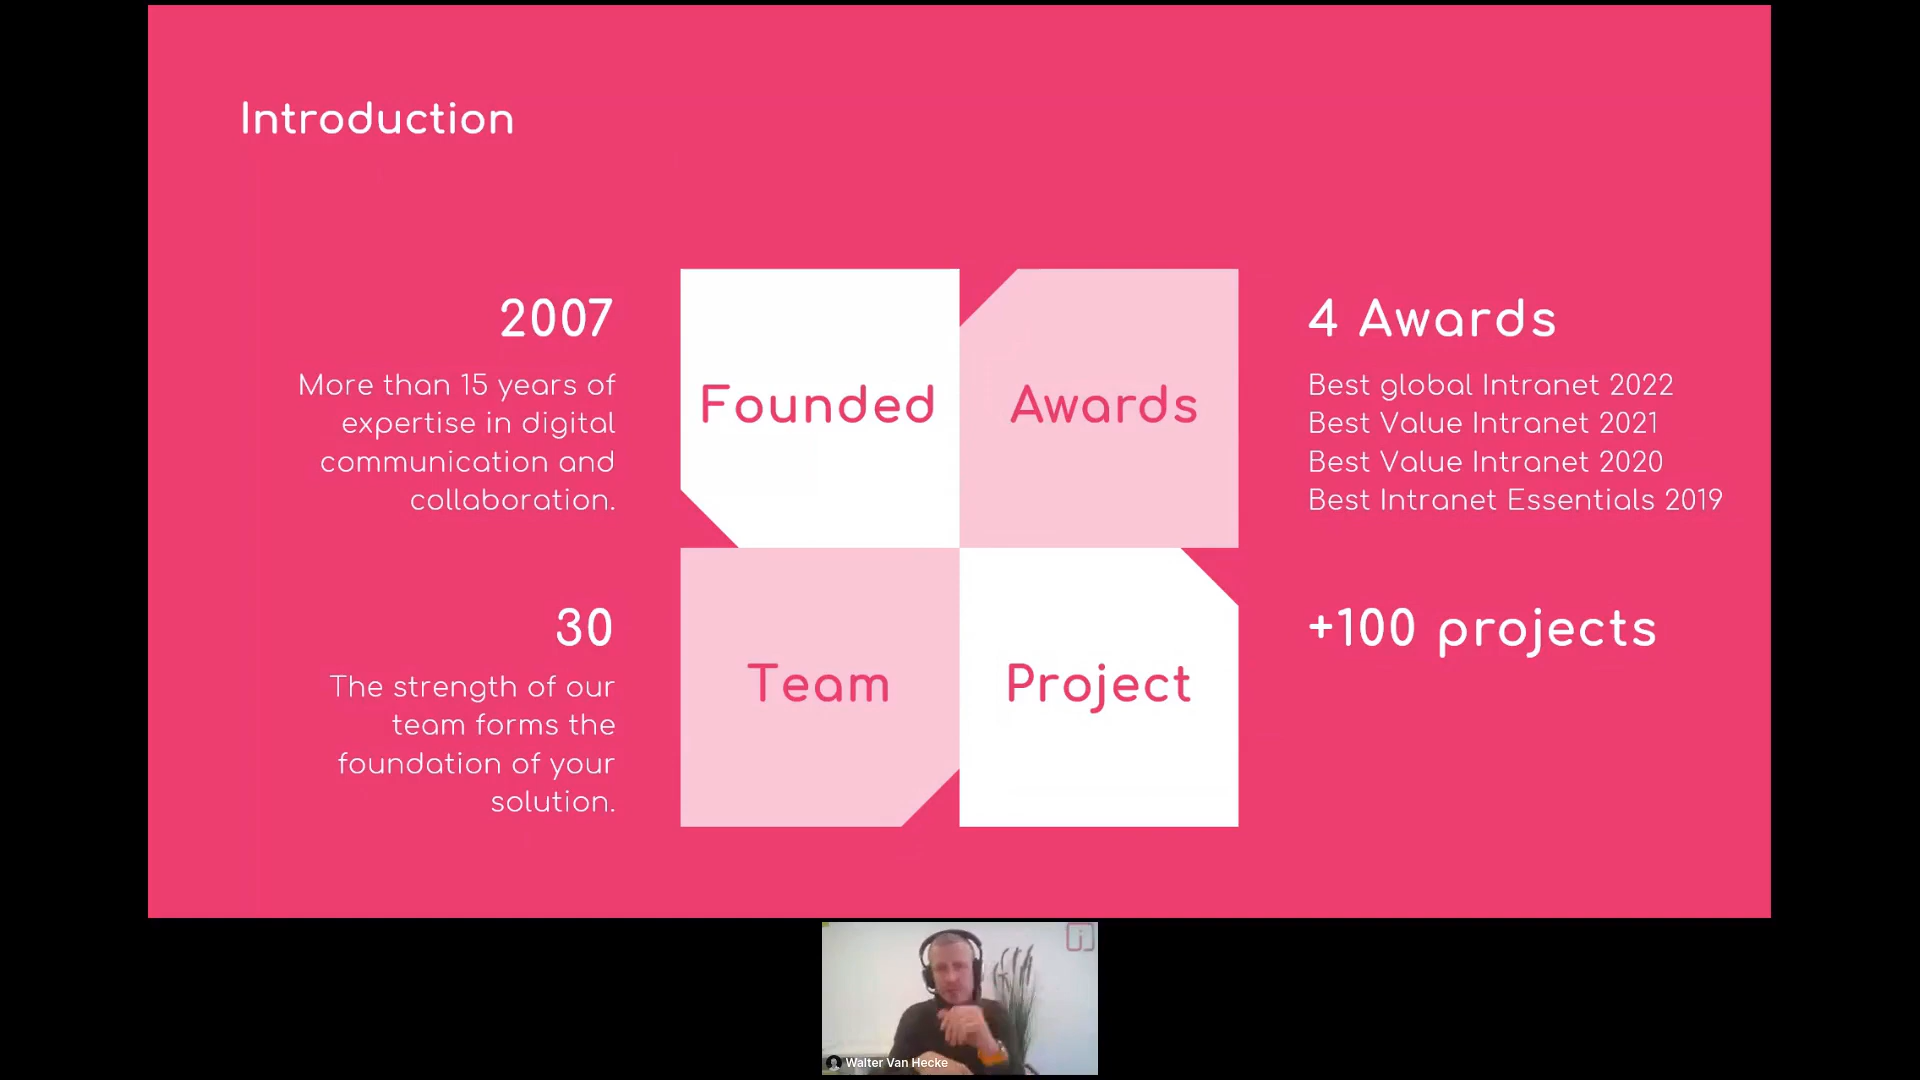 Introduction
2007
More than 15 years of
expertise in digital
communication and
collaboration.
Founded
Awards
4 Awards
Best global Intranet 2022
Best Value Intranet 2021
Best Value Intranet 2020
Best Intranet Essentials 2019
30
The strength of our
team forms the
foundation of your
solution.
Team
Project
+100 projects
Walter Van Hecke